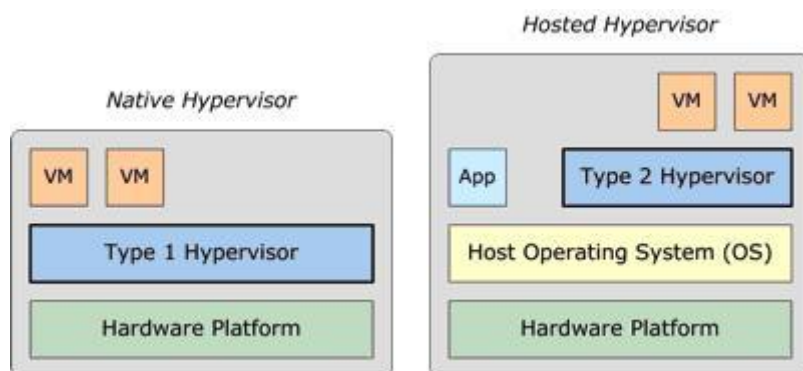 Native Hypervisor
VM VM
Type 1 Hypervisor
Hardware Platform
Hosted Hypervisor
VM VM
App Type 2 Hypervisor
Host Operating System (OS)
Hardware Platform